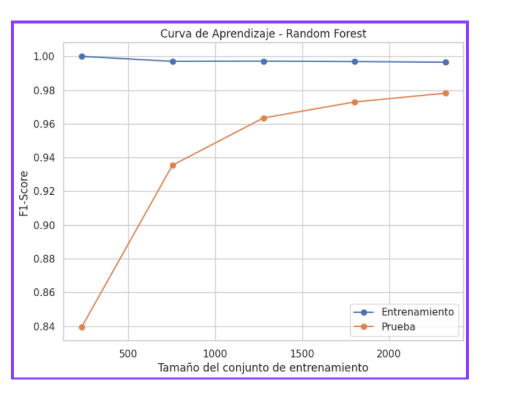 Curva de Aprendizaje - Random Forest
1.00
0.98
0.96
0.94
0.92
0.90
0.88
0.86
0.84
F1-Score
Entrenamiento
Prueba
500 1000 1500 2000
Tamaño del conjunto de entrenamiento